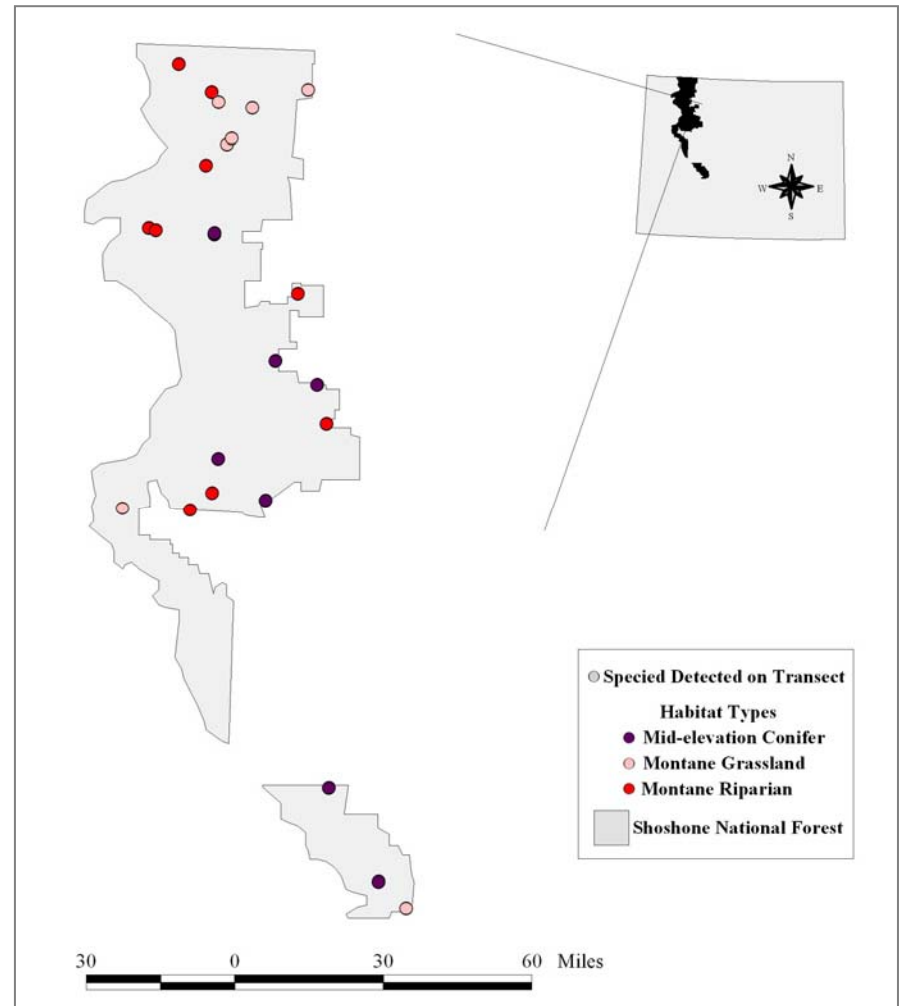 N
W E
S
Specied Detected on Transect
Habitat Types
Mid-elevation Conifer
Montane Grassland
Montane Riparian
Shoshone National Forest
30 0 30 60 Miles